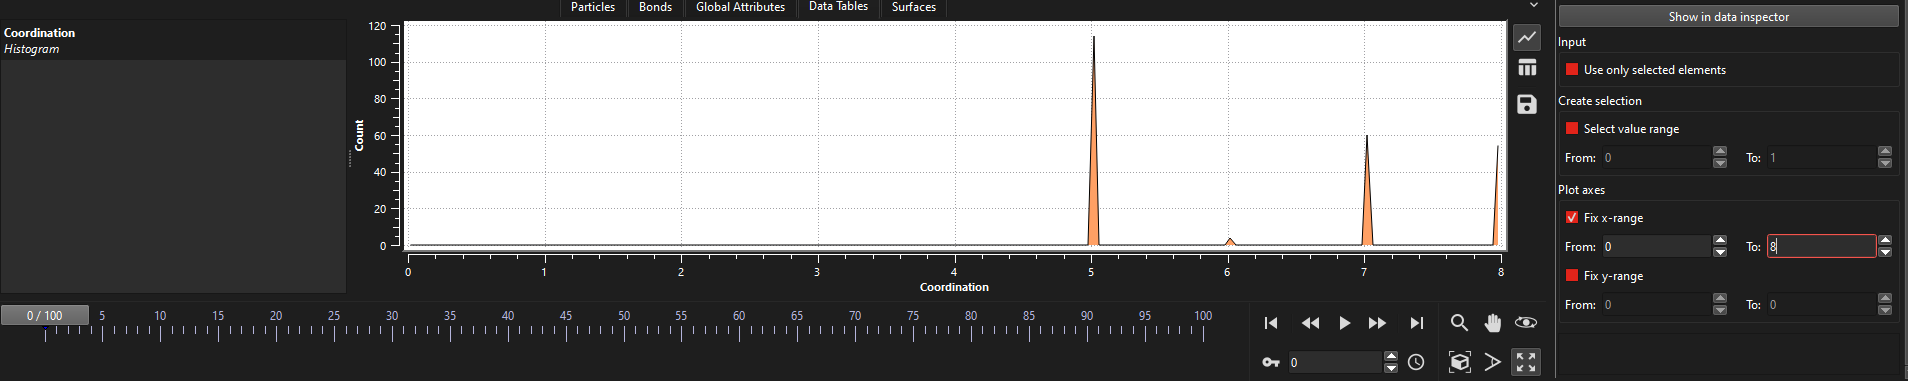 Particles Bonds Global Attributes Data Tables Surfaces
Coordination
Histogram
120
100
80
60
40
20
0
Count
0 1 2 3 4 5 6 7 8
Coordination
Show in data inspector
Input
Use only selected elements
Create selection
Select value range
From: 0 To: 1
Plot axes
Fix x-range
From: 0 To: 8
Fix y-range
From: 0 To: 0
0 / 100 5 10 15 20 25 30 35 40 45 50 55 60 65 70 75 80 85 90 95 100
0